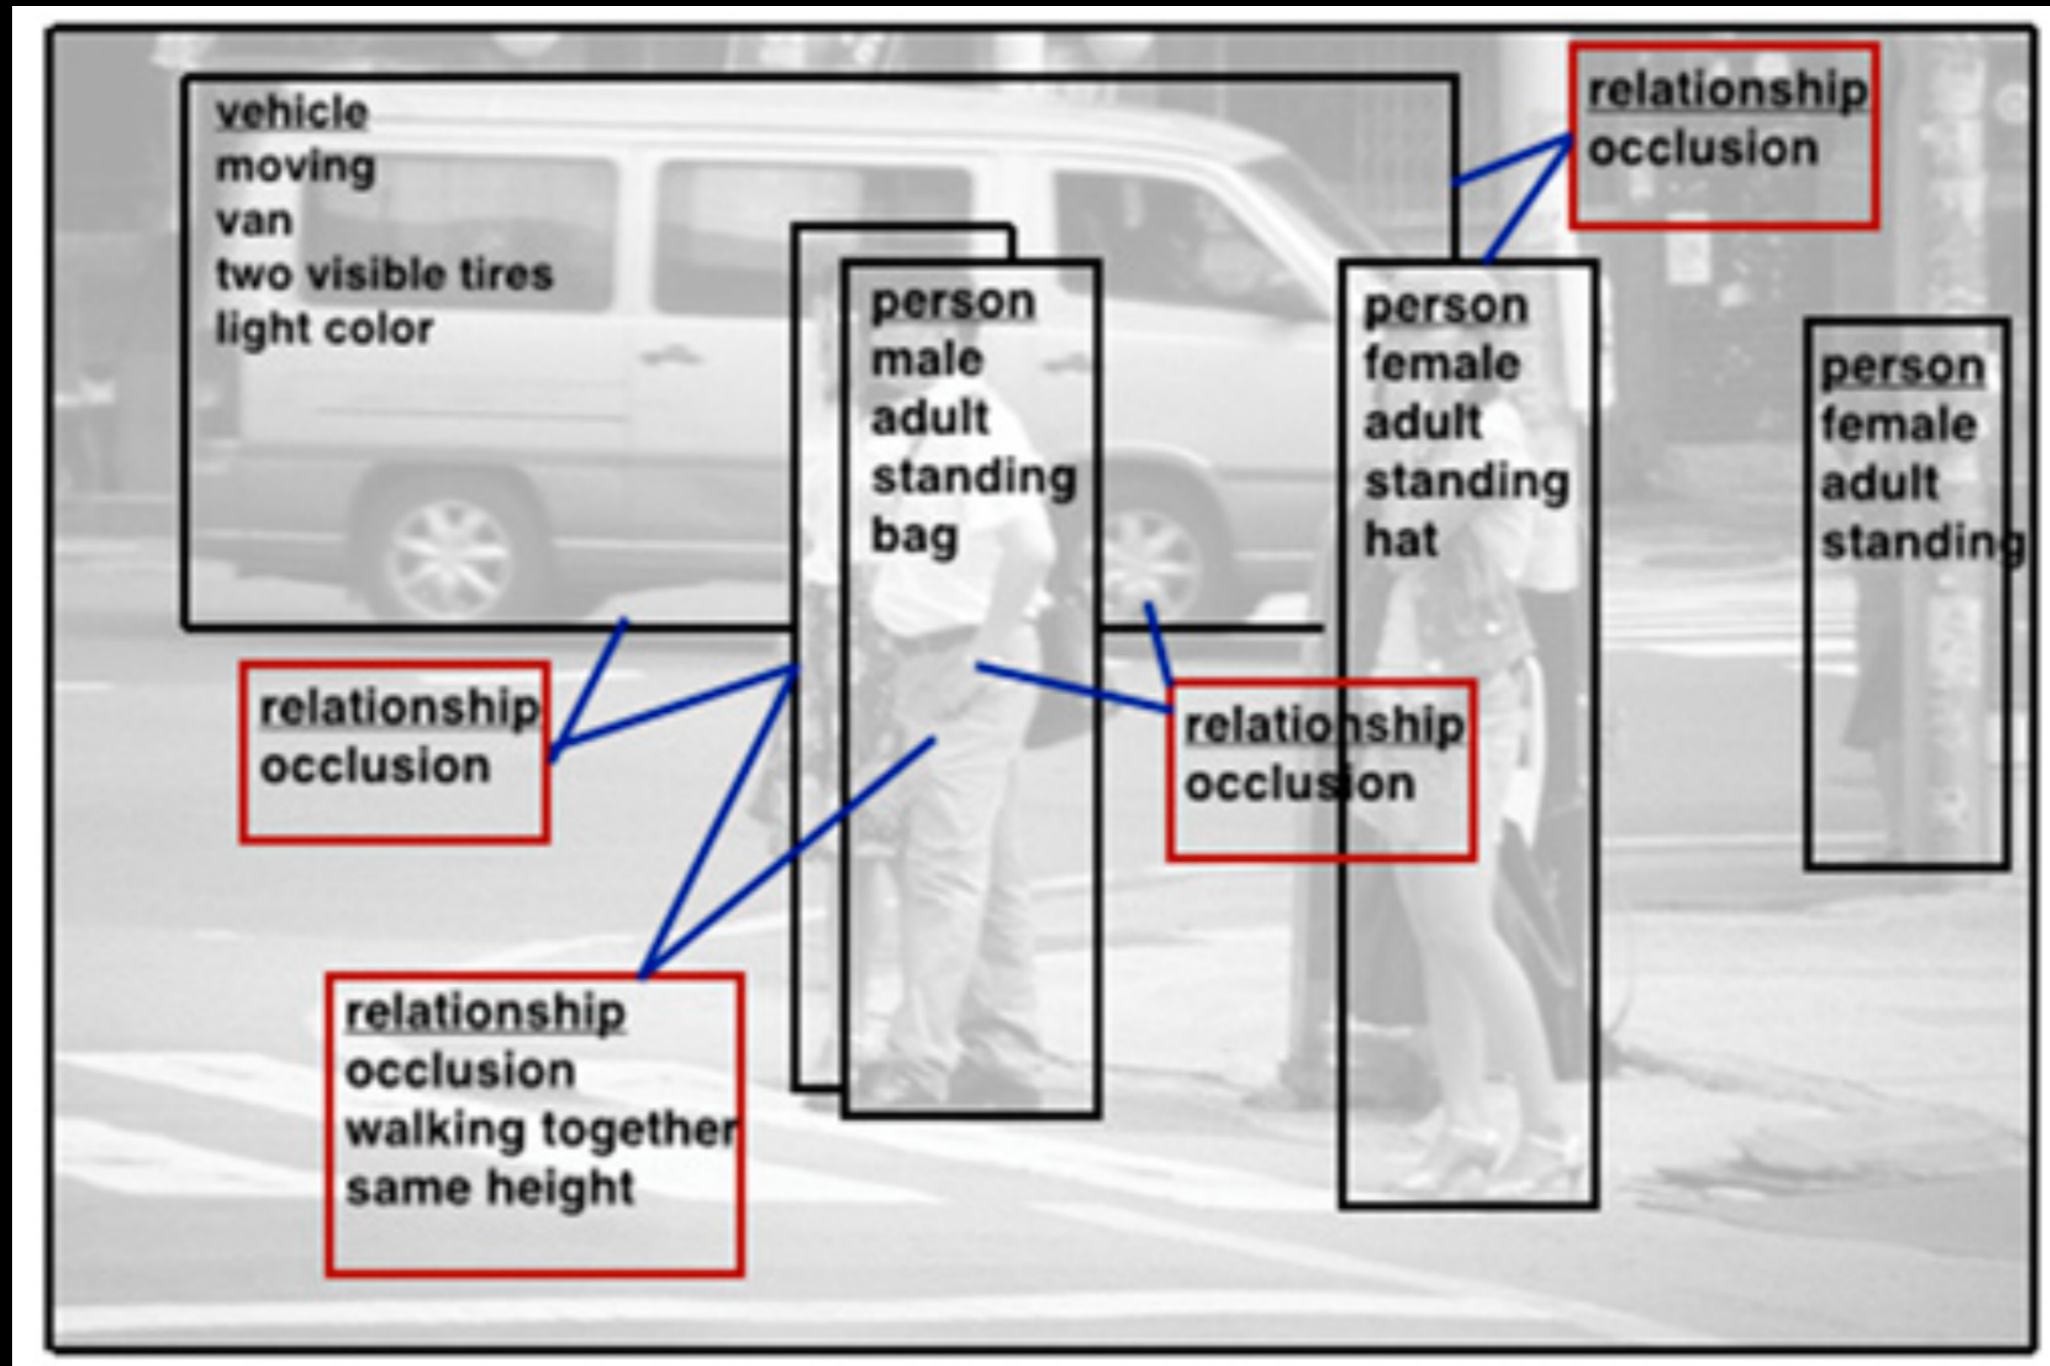 vehicle
moving
van
two visible tires
light color
relationship
occlusion
person
male
adult
standing
bag
person
female
adult
standing
hat
person
female
adult
standing
relationship
occlusion
relationship
occlusion
relationship
occlusion
walking together
same height